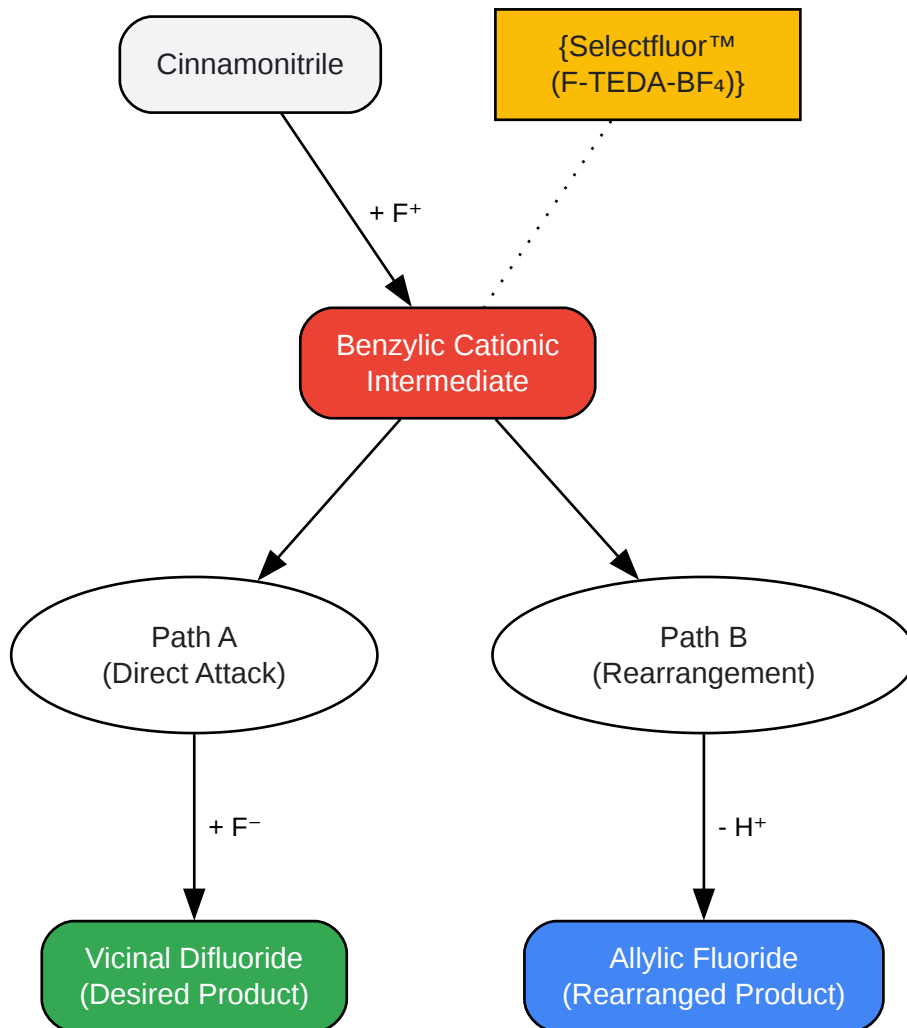 Cinnamonitrile
{Selectfluor™
(F-TEDA-BF₄)}
+ F⁺
Benzylic Cationic
Intermediate
Path A
(Direct Attack)
Path B
(Rearrangement)
+ F⁻
- H⁺
Vicinal Difluoride
(Desired Product)
Allylic Fluoride
(Rearranged Product)